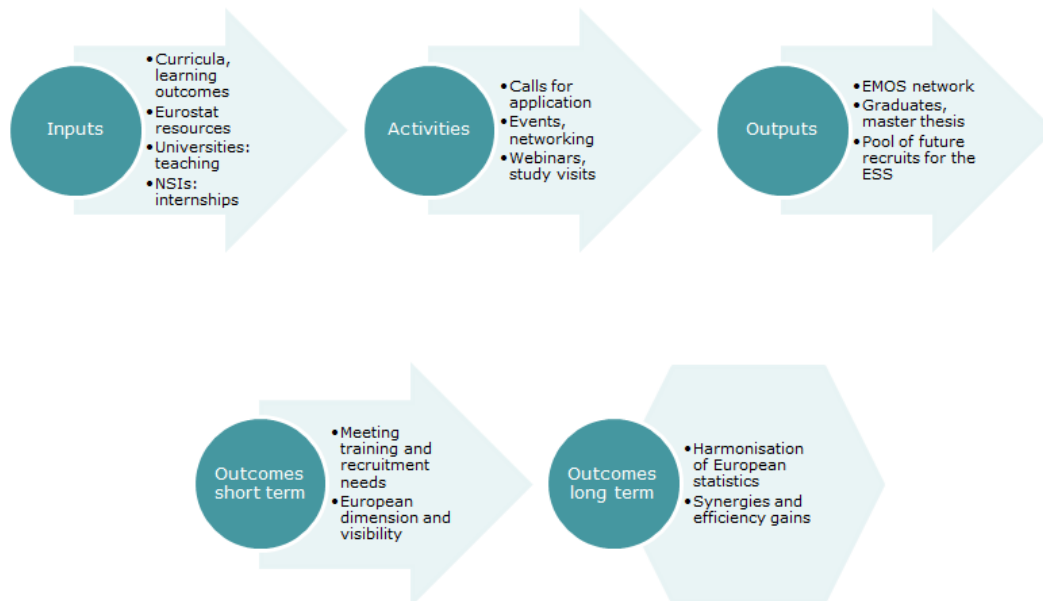 Inputs
•Curricula,
learning
outcomes
•Eurostat
resources
•Universities:
teaching
•NSIs:
internships
Activities
•Calls for
application
•Events,
networking
•Webinars,
study visits
Outputs
•EMOS network
•Graduates,
master thesis
•Pool of future
recruits for the
ESS
Outcomes
short term
•Meeting
training and
recruitment
needs
•European
dimension and
visibility
Outcomes
long term
•Harmonisation
of European
statistics
•Synergies and
efficiency gains